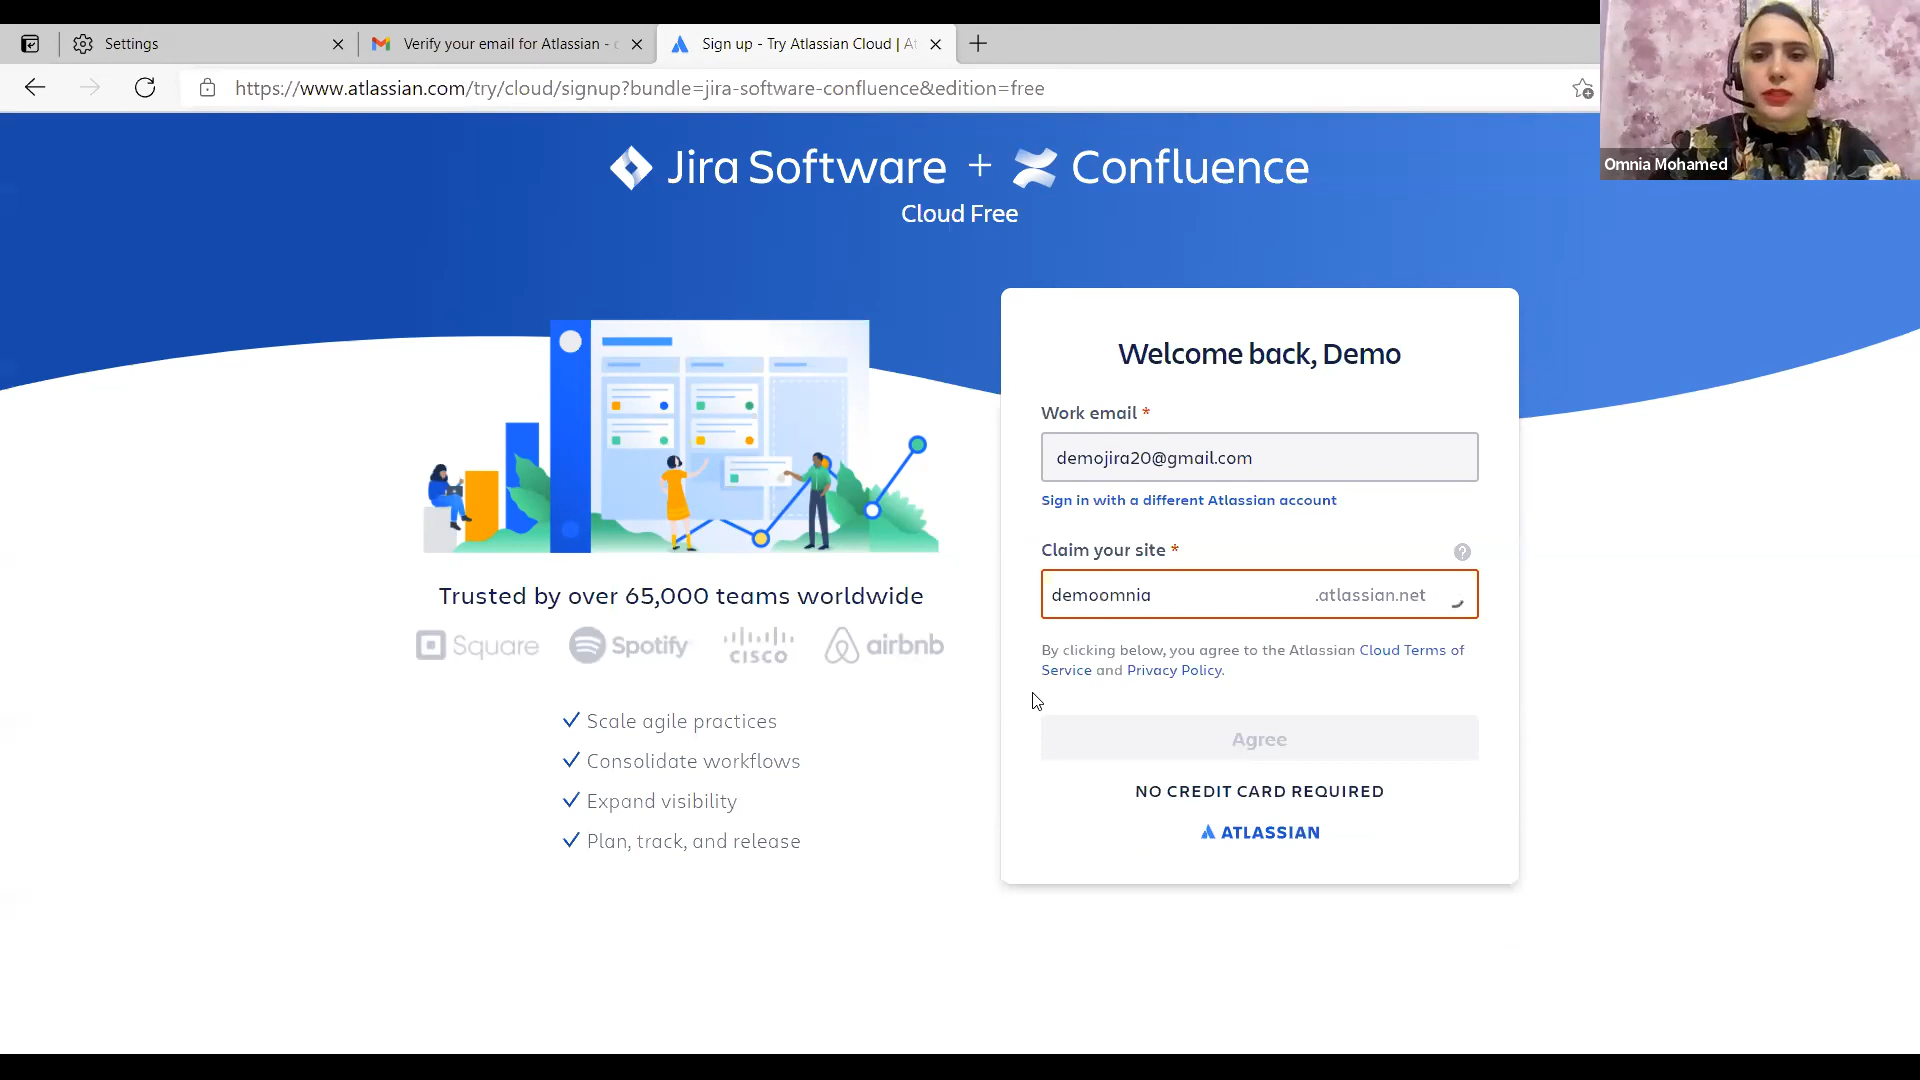 Settings
Verify your email for Atlassian -
Sign up - Try Atlassian Cloud | At
https://www.atlassian.com/try/cloud/signup?bundle=jira-software-confluence&edition=free
Omnia Mohamed
Jira Software + Confluence
Cloud Free
Welcome back, Demo
Work email *
demojira20@gmail.com
Sign in with a different Atlassian account
Claim your site *
?
demoomnia .atlassian.net
By clicking below, you agree to the Atlassian Cloud Terms of
Service and Privacy Policy.
Agree
NO CREDIT CARD REQUIRED
ATLASSIAN
Trusted by over 65,000 teams worldwide
Square Spotify cisco airbnb
Scale agile practices
Consolidate workflows
Expand visibility
Plan, track, and release